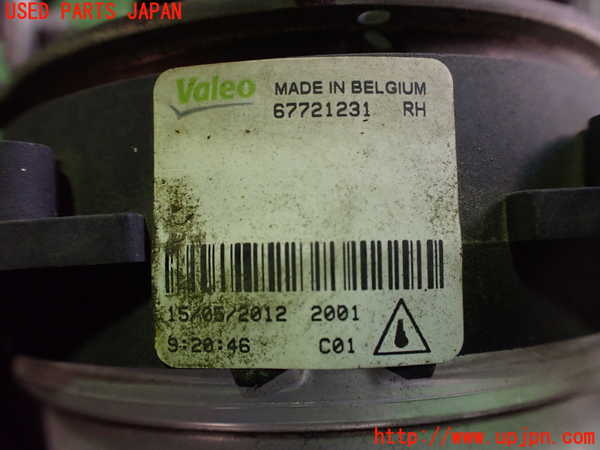 USED PARTS JAPAN
Valeo MADE IN BELGIUM
67721231 RH
15/05/2012 2001
9:20:46 C01
http://www.upjpn.com